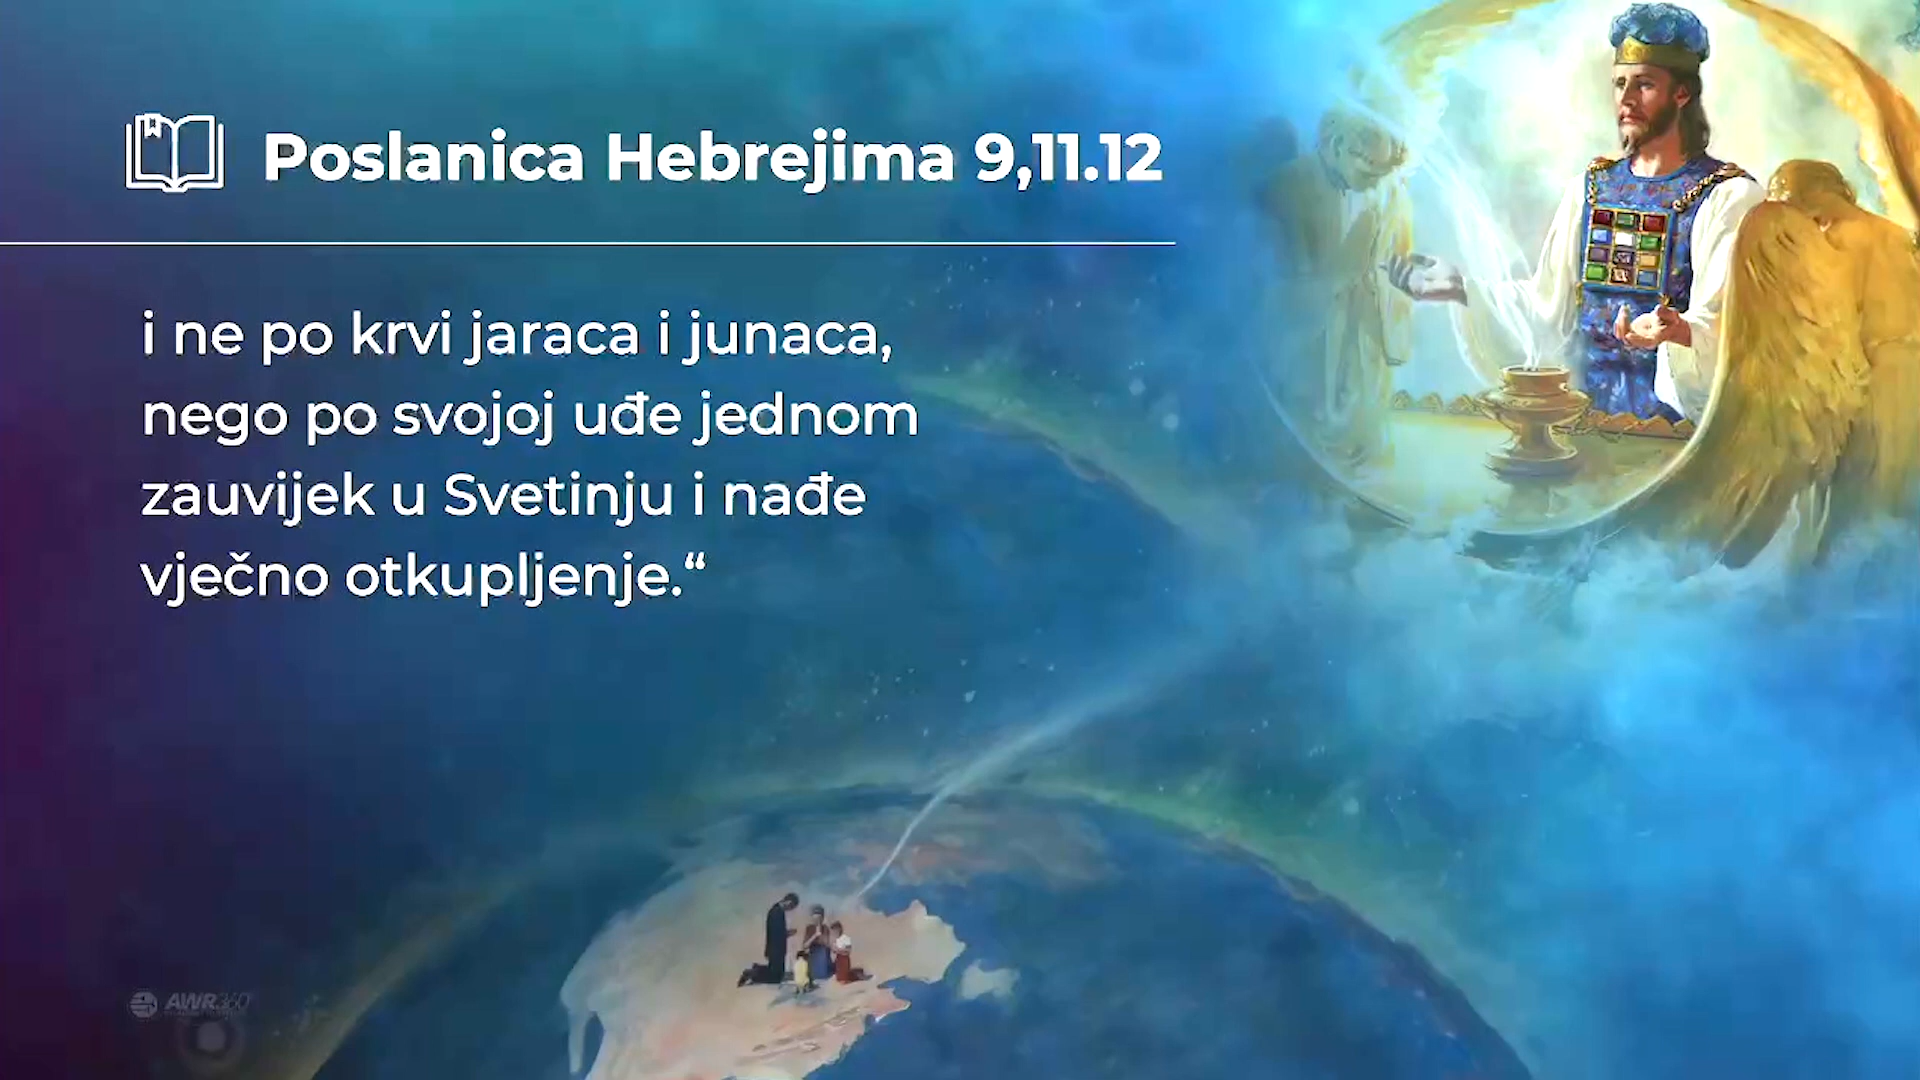 Poslanica Hebrejima 9,11.12
i ne po krvi jaraca i junaca,
nego po svojoj uđe jednom
zauvijek u Svetinju i nađe
vječno otkupljenje.“
AWR360°